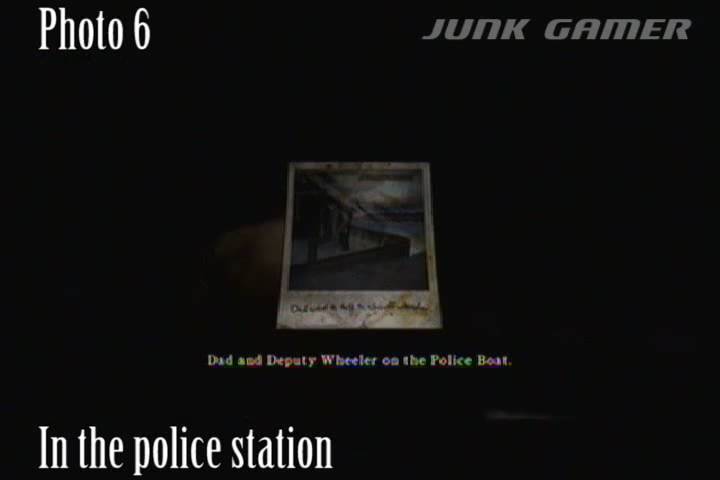 Photo 6
JUNK GAMER
Dad and Deputy Wheeler on the Police Boat.
In the police station